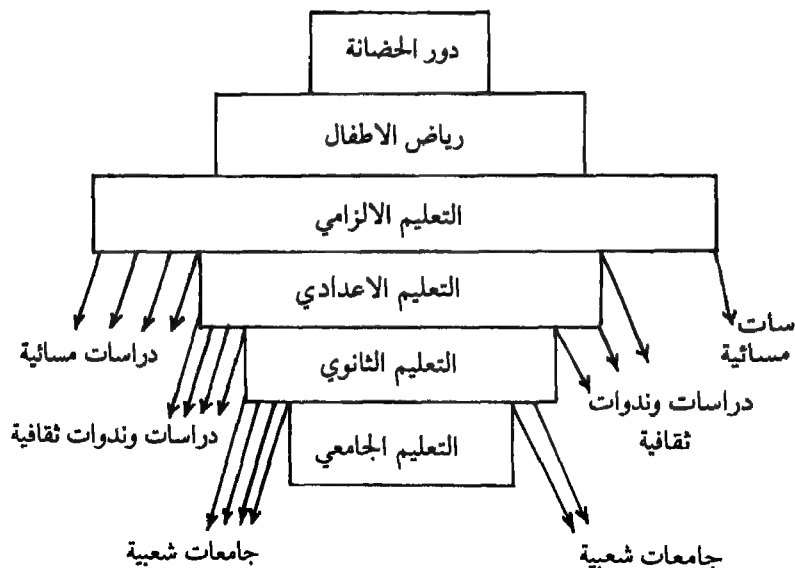 دور الحضانة
رياض الاطفال
التعليم الالزامي
التعليم الاعدادي
سأت
مسائية
دراسات مسائية
التعليم الثانوي
دراسات وندوات
ثقافية
دراسات وندوات ثقافية
التعليم الجامعي
جامعات شعبية
جامعات شعبية